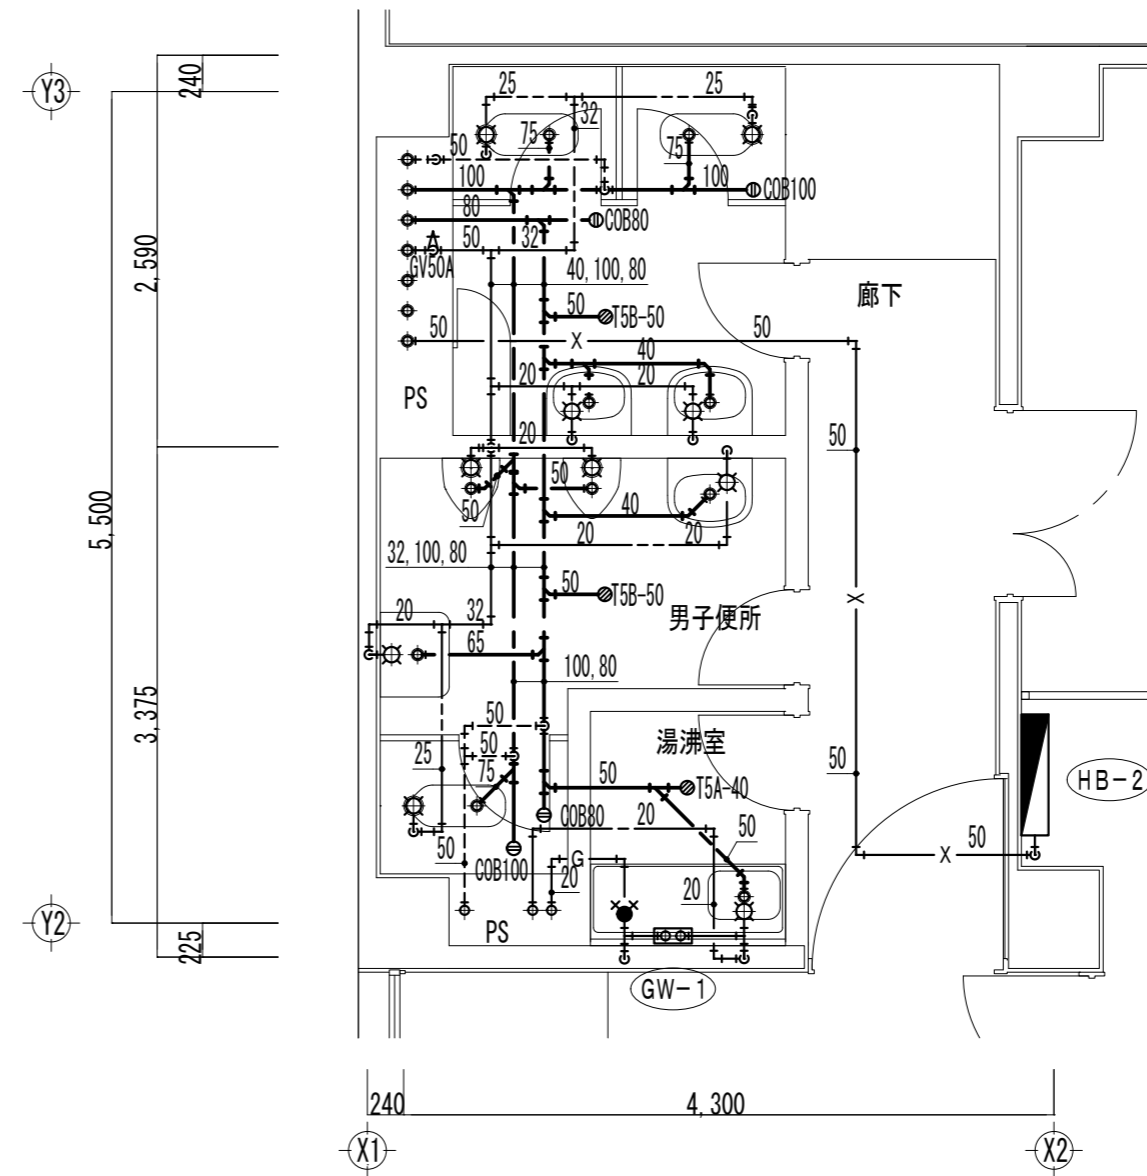 25
25
240
Y3
32
75
50
75
100
100
COB100
80
COB80
50
32
GV50A
2,590
40,100,80
廊下
50
T5B-50
50
X
50
40
20
20
PS
20
50
50
50
40
5,500
20
20
32,100,80
50
T5B-50
X
20
32
男子便所
65
100,80
3,375
50
湯沸室
50
25
75
50
50
T5A-40
HB-2
COB80
20
50
50
X
COB100
50
G
20
20
Y2
PS
225
GW-1
240
4,300
X1
X2